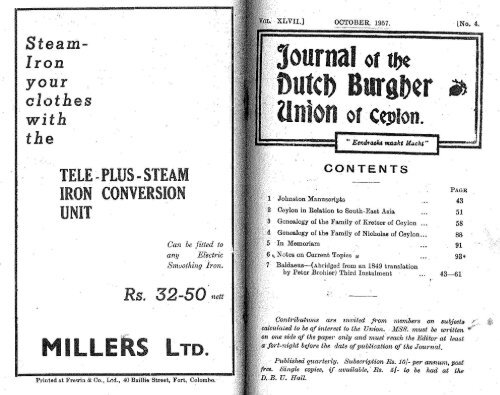 Steam-
Iron
your
clothes
with
the
TELE-PLUS-STEAM
IRON CONVERSION
UNIT
Can be fitted to
any Electric
Smoothing Iron.
Rs. 32-50 nett
MILLERS LTD.
Printed at Frewin & Co., Ltd., 40 Baillie Street, Fort, Colombo.
VOL. XLVII.] OCTOBER, 1957. [No. 4.
Journal of the
Dutch Burgher
Union of Ceylon.
"Eendracht maakt Macht"
CONTENTS
PAGE
1 Johnston Manuscripts ... 43
2 Ceylon in Relation to South-East Asia ... 51
3 Genealogy of the Family of Kretser of Ceylon ... 58
4 Genealogy of the Family of Nicholas of Ceylon... 88
5 In Memoriam ... 91
6 Notes on Current Topics ... 93
7 Baldaeus—(Abridged from an 1849 translation
by Peter Brohier) Third Instalment ... 43—61
Contributions are invited from members on subjects
calculated to be of interest to the Union. MSS. must be written
on one side of the paper only and must reach the Editor at least
a fort-night before the date of publication of the Journal.
Published quarterly. Subscription Rs. 10/- per annum, post
free. Single copies, if available, Rs. 5/- to be had at the
D. B. U. Hall.